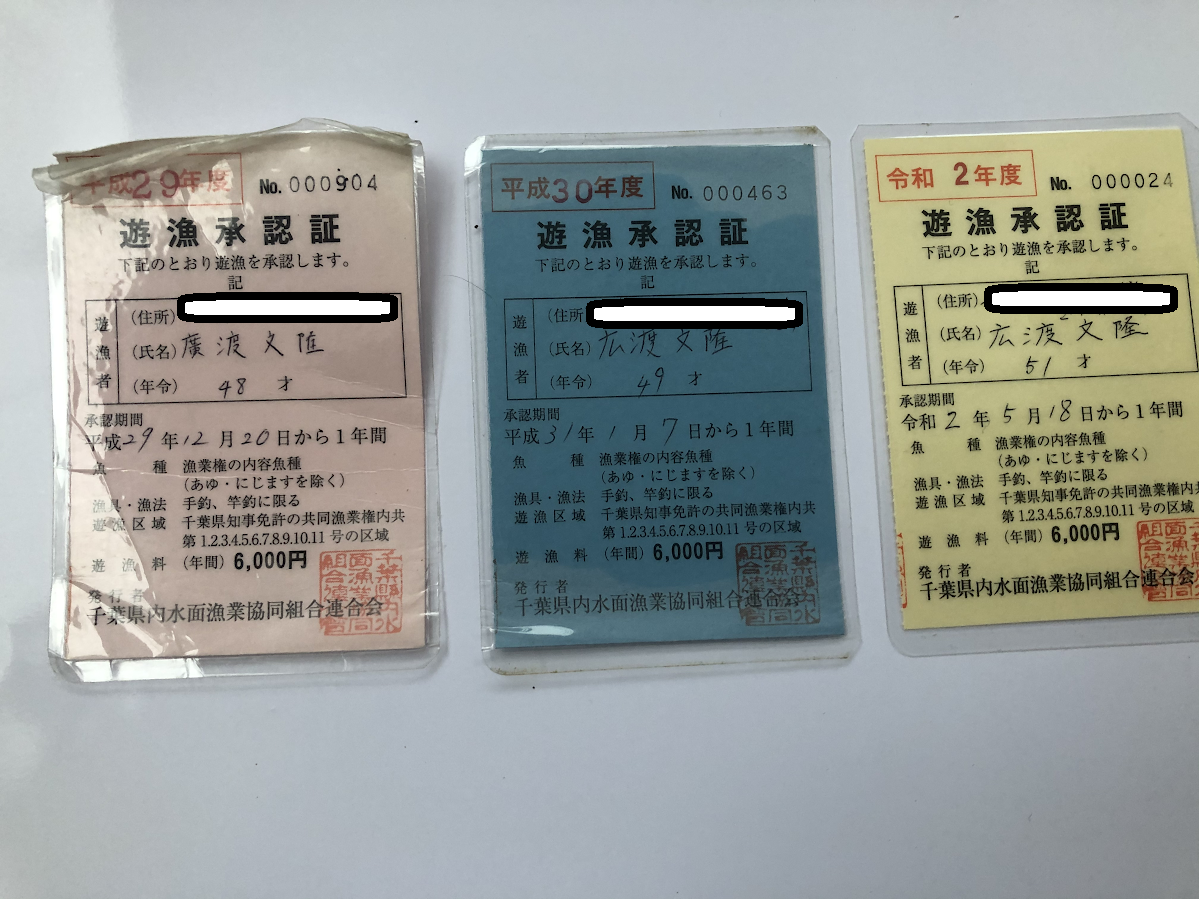 平成29年度 No. 000904
遊漁承認証
下記のとおり遊漁を承認します。
記
遊漁者
(住所)
(氏名) 廣渡文隆
(年令) 48 才
承認期間
平成29年12月20日から1年間
魚 種 漁業権の内容魚種
(あゆ・にじますを除く)
漁具・漁法 手釣、竿釣に限る
遊漁区域 千葉県知事免許の共同漁業権内共
第1.2.3.4.5.6.7.8.9.10.11号の区域
遊漁料 (年間) 6,000円
発行者
千葉県内水面漁業協同組合連合会
平成30年度 No. 000463
遊漁承認証
下記のとおり遊漁を承認します。
記
遊漁者
(住所
(氏名) 広渡文隆
(年令) 49 才
承認期間
平成31年1月7日から1年間
魚 種 漁業権の内容魚種
(あゆ・にじますを除く)
漁具・漁法 手釣、竿釣に限る
遊漁区域 千葉県知事免許の共同漁業権内共
第1.2.3.4.5.6.7.8.9.10.11号の区域
遊漁料 (年間) 6,000円
発行者
千葉県内水面漁業協同組合連合会
令和2年度 No. 000024
遊漁承認証
下記のとおり遊漁を承認します。
記
遊漁者
(住所)
(氏名) 広渡文隆
(年令) 51 才
承認期間
令和2年5月18日から1年間
魚 種 漁業権の内容魚種
(あゆ・にじますを除く)
漁具・漁法 手釣、竿釣に限る
遊漁区域 千葉県知事免許の共同漁業権内共
第1.2.3.4.5.6.7.8.9.10.11号の区域
遊漁料 (年間) 6,000円
発行者
千葉県内水面漁業協同組合連合会